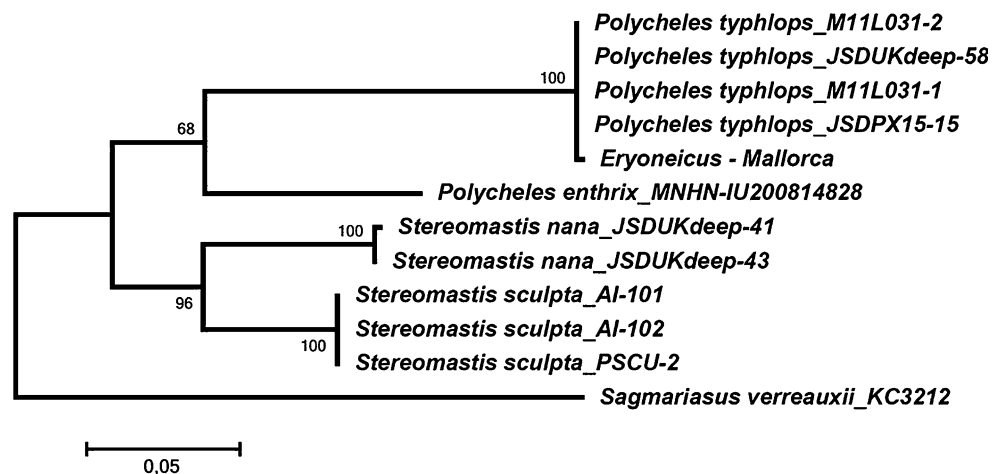 Polycheles typhlops_M11L031-2
Polycheles typhlops_JSDUKdeep-58
100
Polycheles typhlops_M11L031-1
Polycheles typhlops_JSDPX15-15
68
Eryoneicus - Mallorca
Polycheles enthrix_MNHN-IU200814828
Stereomastis nana_JSDUKdeep-41
100
Stereomastis nana_JSDUKdeep-43
Stereomastis sculpta_AI-101
96
Stereomastis sculpta_AI-102
100
Stereomastis sculpta_PSCU-2
Sagmariasus verreauxii_KC3212
0,05